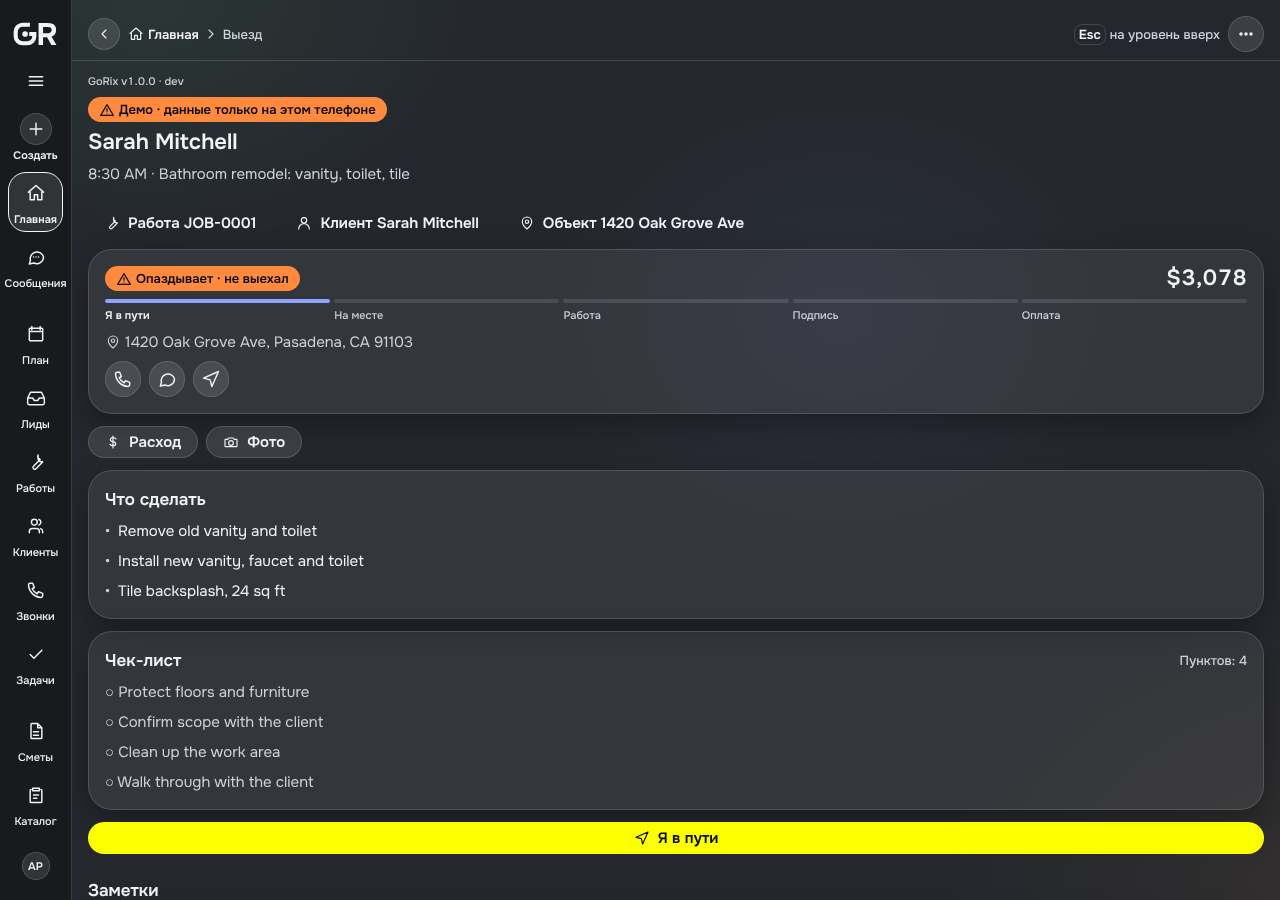 GR
Главная > Выезд
Esc на уровень вверх
GoRix v1.0.0 · dev
Демо · данные только на этом телефоне
Sarah Mitchell
8:30 AM · Bathroom remodel: vanity, toilet, tile
Работа JOB-0001
Клиент Sarah Mitchell
Объект 1420 Oak Grove Ave
Опаздывает · не выехал
$3,078
Я в пути
На месте
Работа
Подпись
Оплата
1420 Oak Grove Ave, Pasadena, CA 91103
$ Расход
Фото
Что сделать
• Remove old vanity and toilet
• Install new vanity, faucet and toilet
• Tile backsplash, 24 sq ft
Чек-лист
Пунктов: 4
○ Protect floors and furniture
○ Confirm scope with the client
○ Clean up the work area
○ Walk through with the client
Я в пути
Заметки
Создать
Главная
Сообщения
План
Лиды
Работы
Клиенты
Звонки
Задачи
Сметы
Каталог
AP